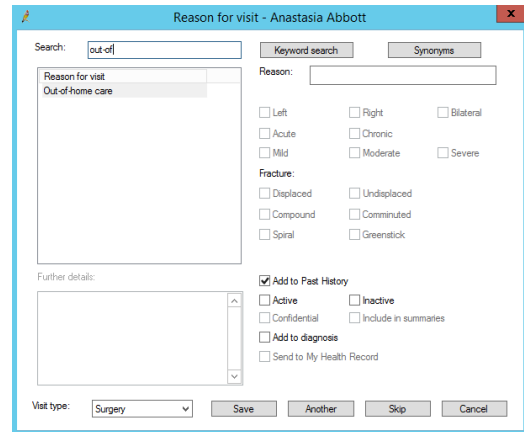 Reason for visit - Anastasia Abbott
x
Search: out-of Keyword search Synonyms
Reason for visit Reason:
Out-of-home care
Left Right Bilateral
Acute Chronic
Mild Moderate Severe
Fracture:
Displaced Undisplaced
Compound Comminuted
Spiral Greenstick
Further details: Add to Past History
Active Inactive
Confidential Include in summaries
Add to diagnosis
Send to My Health Record
Visit type: Surgery Save Another Skip Cancel